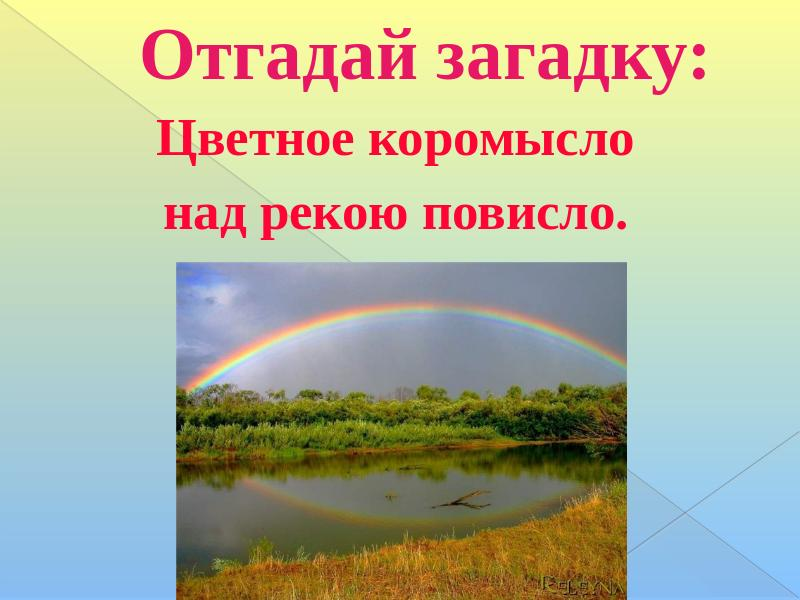 Отгадай загадку:
Цветное коромысло
над рекою повисло.